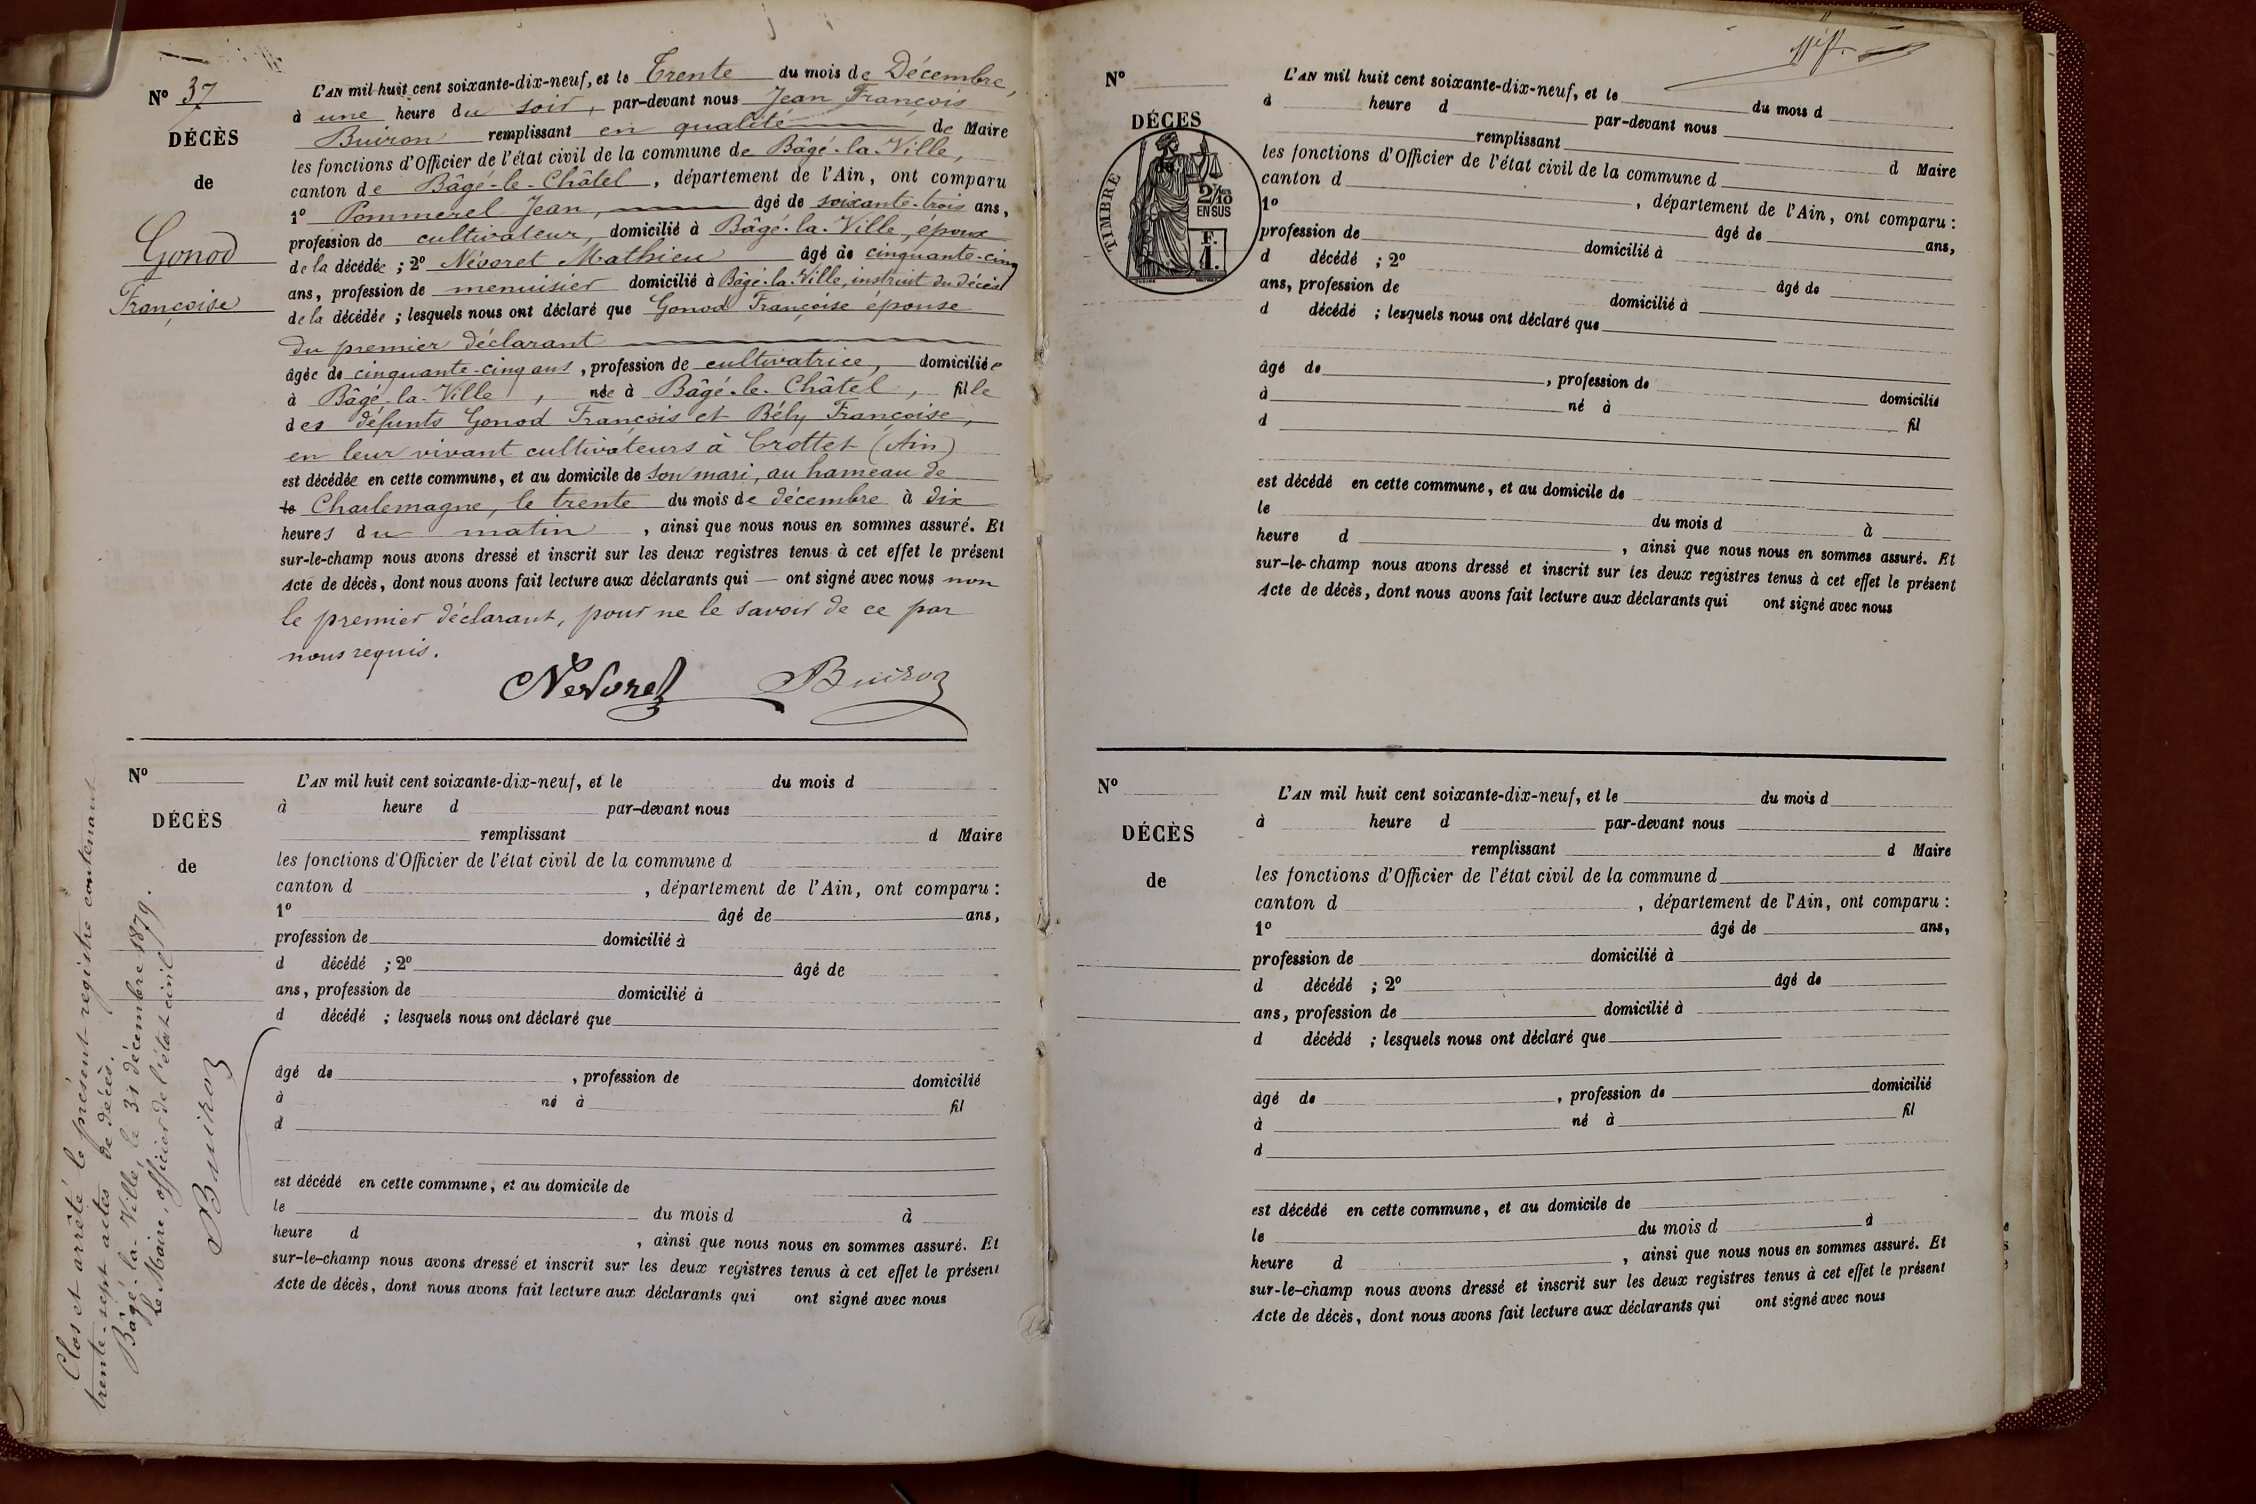 N° 37
DÉCÈS
de
Gonod
Françoise
L'AN mil huit cent soixante-dix-neuf, et le Trente du mois de Décembre,
à une heure du soir, par-devant nous Jean François
Buiron remplissant en qualité de Maire
les fonctions d'Officier de l'état civil de la commune de Bâgé-la-Ville,
canton de Bâgé-le-Châtel, département de l'Ain, ont comparu
1° Pommerel Jean, âgé de soixante-trois ans,
profession de cultivateur, domicilié à Bâgé-la-Ville, époux
de la décédée ; 2° Névoret Mathieu âgé de cinquante-cinq
ans, profession de menuisier domicilié à Bâgé-la-Ville, instruit du décès
de la décédée ; lesquels nous ont déclaré que Gonod Françoise épouse
du premier déclarant
âgée de cinquante-cinq ans, profession de cultivatrice, domiciliée
à Bâgé-la-Ville, née à Bâgé-le-Châtel, fille
des défunts Gonod François et Bély Françoise,
en leur vivant cultivateurs à Crottet (Ain)
est décédée en cette commune, et au domicile de son mari, au hameau de
le Charlemagne, le trente du mois de décembre à dix
heures du matin, ainsi que nous nous en sommes assuré. Et
sur-le-champ nous avons dressé et inscrit sur les deux registres tenus à cet effet le présent
Acte de décès, dont nous avons fait lecture aux déclarants qui — ont signé avec nous non
le premier déclarant, pour ne le savoir de ce par
nous requis.
Nevoret Buiron
N°
DÉCÈS
de
L'AN mil huit cent soixante-dix-neuf, et le du mois d
à heure d par-devant nous
remplissant d Maire
les fonctions d'Officier de l'état civil de la commune d
canton d , département de l'Ain, ont comparu :
1° âgé de ans,
profession de domicilié à
d décédé ; 2° âgé de
ans, profession de domicilié à
d décédé ; lesquels nous ont déclaré que
âgé de , profession de domicilié
à né à fil
d
est décédé en cette commune, et au domicile de
le du mois d à
heure d , ainsi que nous nous en sommes assuré. Et
sur-le-champ nous avons dressé et inscrit sur les deux registres tenus à cet effet le présent
Acte de décès, dont nous avons fait lecture aux déclarants qui ont signé avec nous
Clos et arrêté le présent registre contenant
trente-sept actes de décès.
Bâgé-la-Ville, le 31 décembre 1879.
le Maire, officier de l'état civil
Buiron
N°
DÉCES
TIMBRE
2/10
EN SUS
F.
1.
L'AN mil huit cent soixante-dix-neuf, et le du mois d
à heure d par-devant nous
remplissant d Maire
les fonctions d'Officier de l'état civil de la commune d
canton d , département de l'Ain, ont comparu :
1° âgé de ans,
profession de domicilié à
d décédé ; 2° âgé de
ans, profession de domicilié à
d décédé ; lesquels nous ont déclaré que
âgé de , profession de domicilié
à né à fil
d
est décédé en cette commune, et au domicile de
le du mois d à
heure d , ainsi que nous nous en sommes assuré. Et
sur-le-champ nous avons dressé et inscrit sur les deux registres tenus à cet effet le présent
Acte de décès, dont nous avons fait lecture aux déclarants qui ont signé avec nous
N°
DÉCÈS
de
L'AN mil huit cent soixante-dix-neuf, et le du mois d
à heure d par-devant nous
remplissant d Maire
les fonctions d'Officier de l'état civil de la commune d
canton d , département de l'Ain, ont comparu :
1° âgé de ans,
profession de domicilié à
d décédé ; 2° âgé de
ans, profession de domicilié à
d décédé ; lesquels nous ont déclaré que
âgé de , profession de domicilié
à né à fil
d
est décédé en cette commune, et au domicile de
le du mois d à
heure d , ainsi que nous nous en sommes assuré. Et
sur-le-champ nous avons dressé et inscrit sur les deux registres tenus à cet effet le présent
Acte de décès, dont nous avons fait lecture aux déclarants qui ont signé avec nous